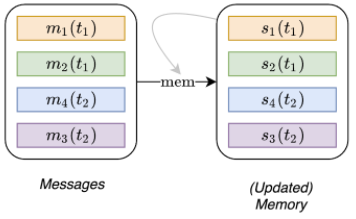 m₁(t₁)
m₂(t₁)
m₄(t₂)
m₃(t₂)
Messages
mem
s₁(t₁)
s₂(t₁)
s₄(t₂)
s₃(t₂)
(Updated)
Memory